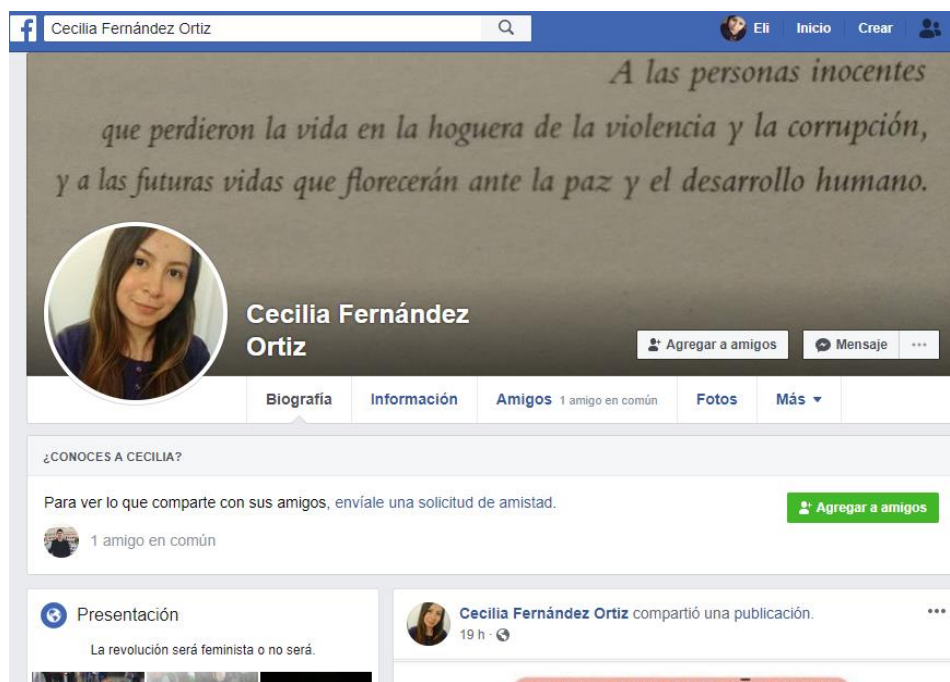 Cecilia Fernández Ortiz
Eli Inicio Crear
A las personas inocentes
que perdieron la vida en la hoguera de la violencia y la corrupción,
y a las futuras vidas que florecerán ante la paz y el desarrollo humano.
Cecilia Fernández
Ortiz
Agregar a amigos Mensaje
Biografía Información Amigos 1 amigo en común Fotos Más
¿CONOCES A CECILIA?
Para ver lo que comparte con sus amigos, envíale una solicitud de amistad.
Agregar a amigos
1 amigo en común
Presentación
La revolución será feminista o no será.
Cecilia Fernández Ortiz compartió una publicación.
19 h ·